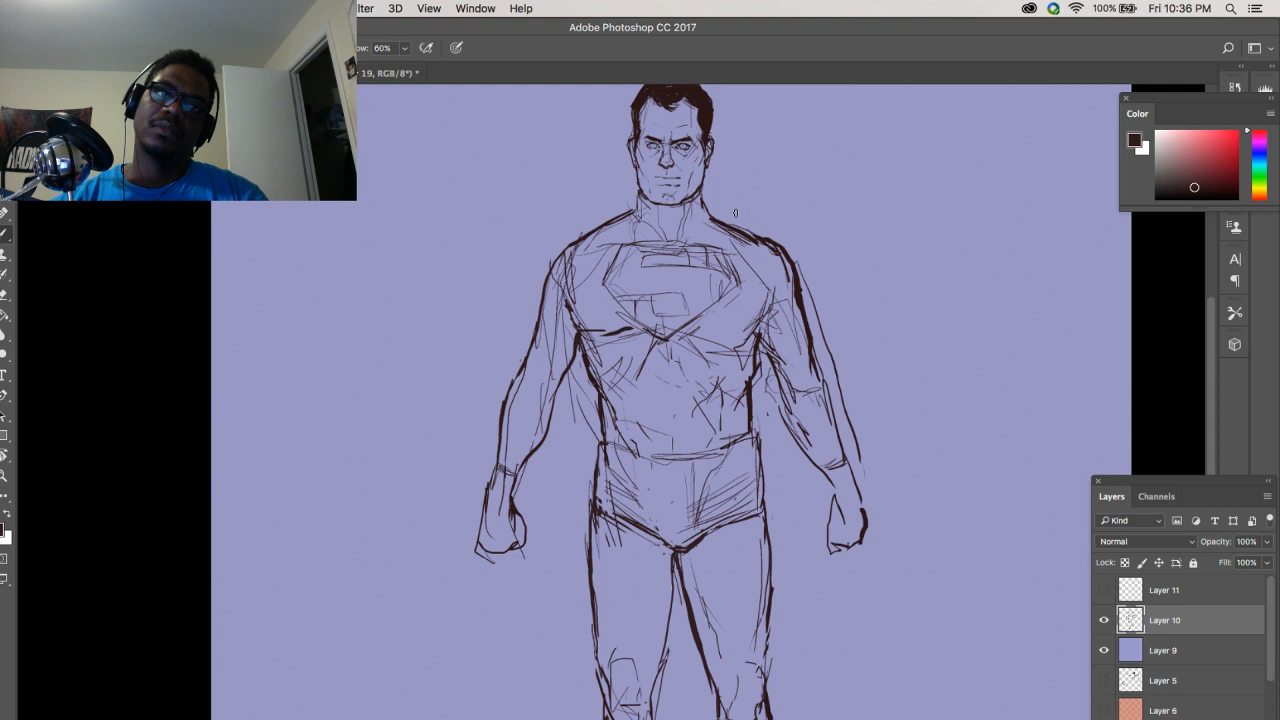 lter 3D View Window Help 100% Fri 10:36 PM
Adobe Photoshop CC 2017
ow: 60%
19, RGB/8*) *
Color
A
T
Layers Channels
Kind T
Normal Opacity: 100%
Lock: Fill: 100%
Layer 11
Layer 10
Layer 9
Layer 5
Layer 6